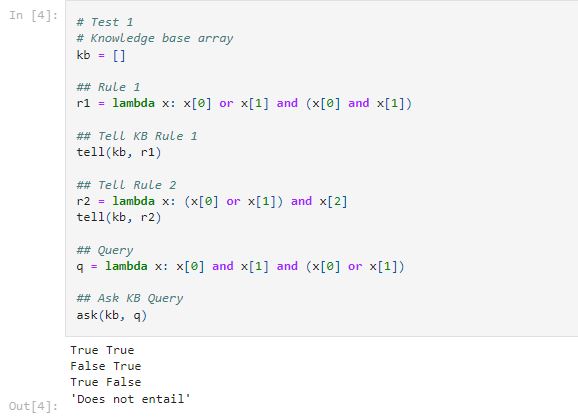 In [4]:
# Test 1
# Knowledge base array
kb = []
## Rule 1
r1 = lambda x: x[0] or x[1] and (x[0] and x[1])
## Tell KB Rule 1
tell(kb, r1)
## Tell Rule 2
r2 = lambda x: (x[0] or x[1]) and x[2]
tell(kb, r2)
## Query
q = lambda x: x[0] and x[1] and (x[0] or x[1])
## Ask KB Query
ask(kb, q)
True True
False True
True False
Out[4]: 'Does not entail'